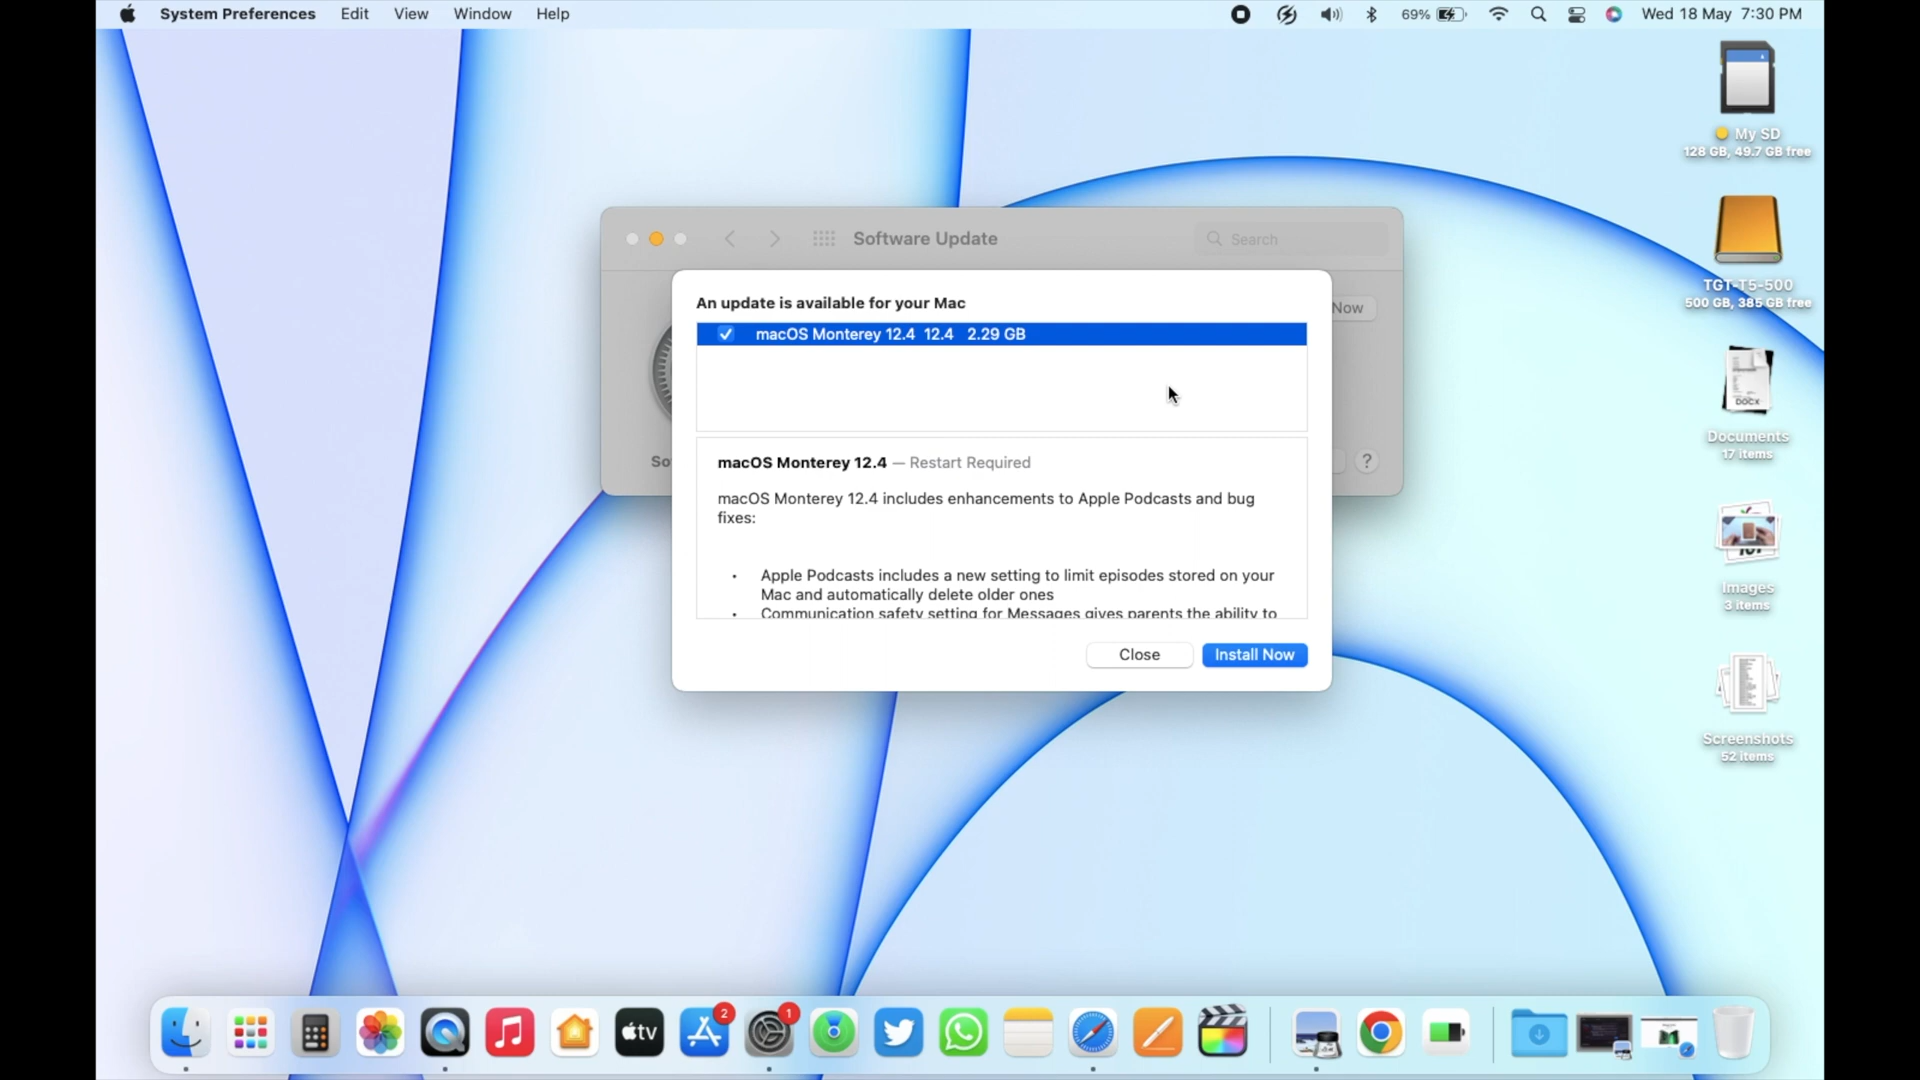 System Preferences Edit View Window Help 69% Wed 18 May 7:30 PM
My SD
128 GB, 49.7 GB free
Software Update Search
TGT-T5-500
500 GB, 385 GB free
An update is available for your Mac
Now
macOS Monterey 12.4 12.4 2.29 GB
DOCX
Documents
17 items
So
macOS Monterey 12.4 — Restart Required
?
macOS Monterey 12.4 includes enhancements to Apple Podcasts and bug
fixes:
• Apple Podcasts includes a new setting to limit episodes stored on your
Mac and automatically delete older ones
• Communication safety setting for Messages gives parents the ability to
Images
3 items
Close Install Now
Screenshots
52 items
tv 2 1